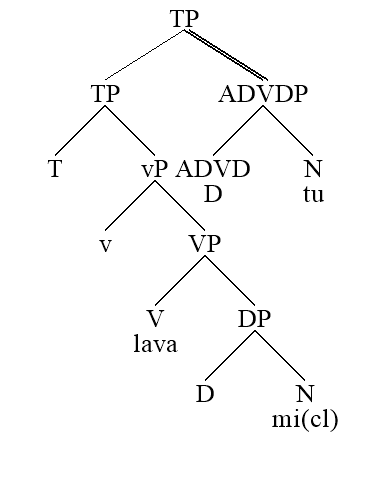 TP
TP ADVDP
T vP ADVD N
D tu
v VP
V DP
lava
D N
mi(cl)